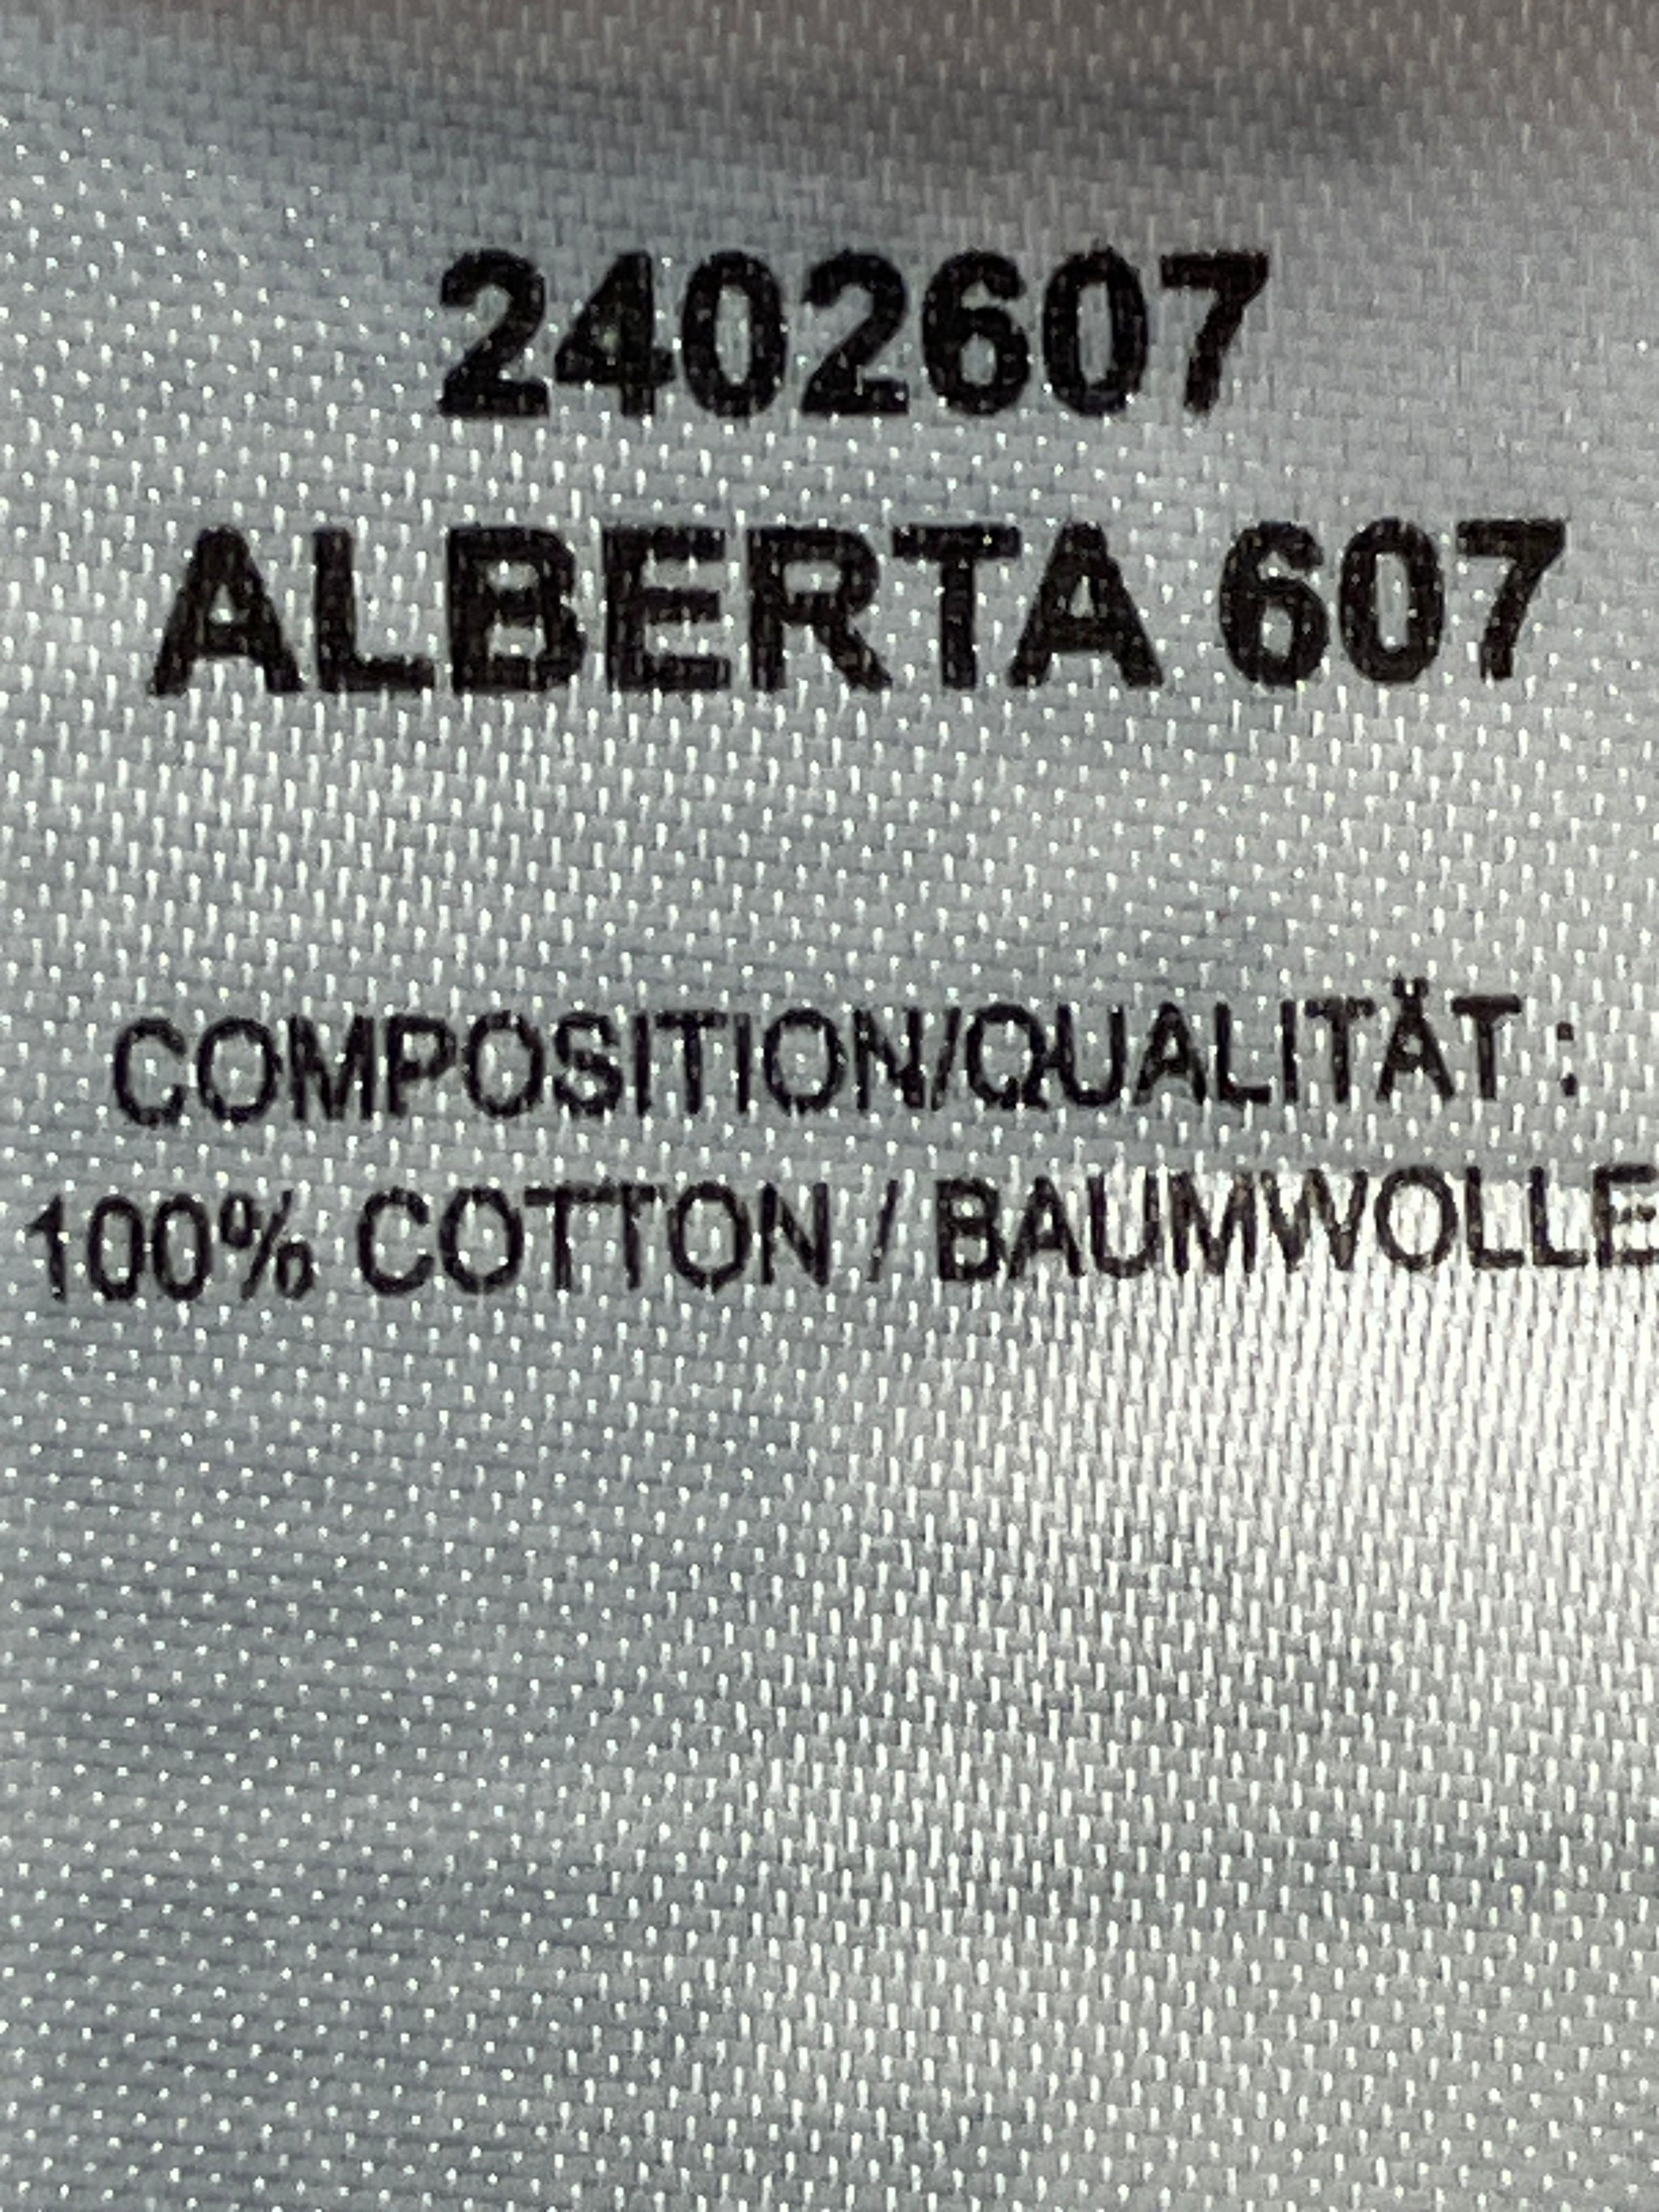 2402607
ALBERTA 607
COMPOSITION/QUALITÄT :
100% COTTON / BAUMWOLLE